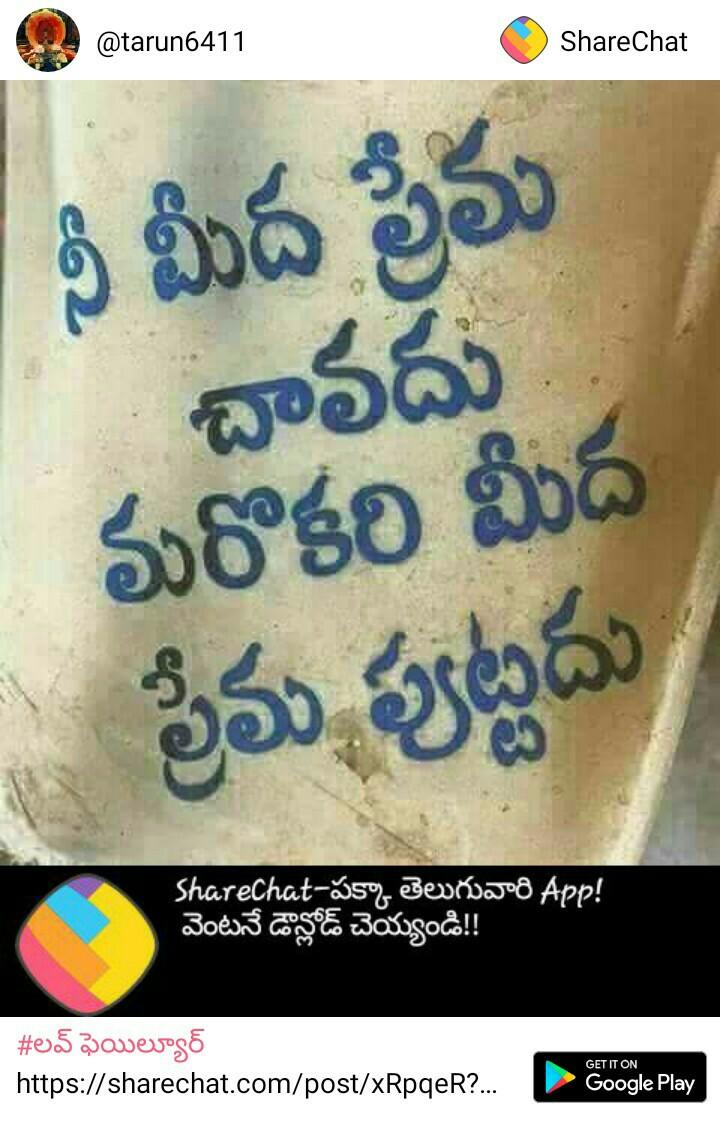 @tarun6411
ShareChat
నీ మీద ప్రేమ
చావదు
మరొకరి మీద
ప్రేమ పుట్టదు
ShareChat-పక్కా తెలుగువారి App!
వెంటనే డౌన్లోడ్ చెయ్యండి!!
#లవ్ ఫెయిల్యూర్
https://sharechat.com/post/xRpqeR?...
GET IT ON
Google Play